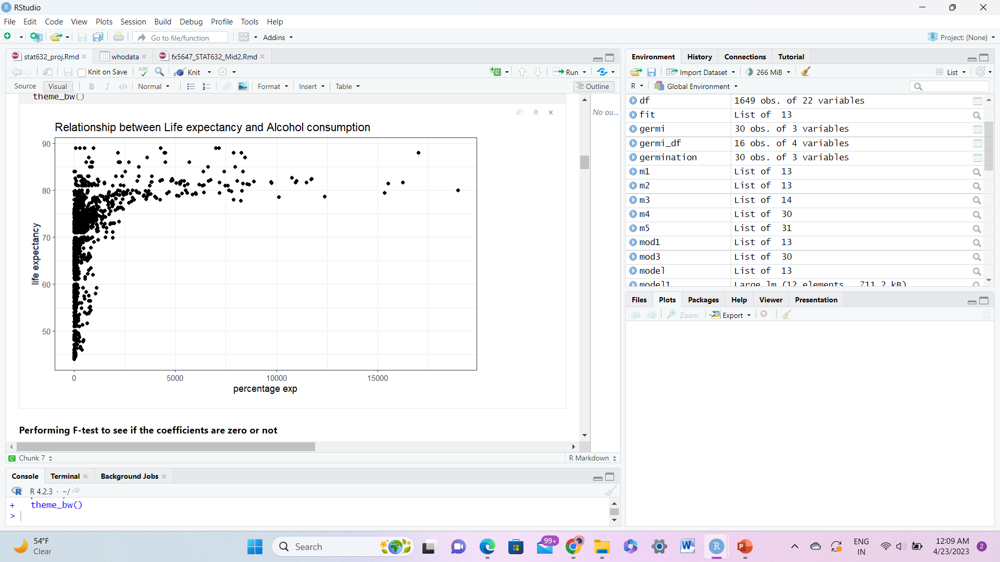 RStudio
File Edit Code View Plots Session Build Debug Profile Tools Help
Go to file/function Addins Project: (None)
stat632_proj.Rmd whodata fx5647_STAT632_Mid2.Rmd
Knit on Save ABC Knit Run
Source Visual B I </> Normal Format Insert Table Outline
theme_bw()
No ou...
Relationship between Life expectancy and Alcohol consumption
90
80
70
60
50
life expectancy
0 5000 10000 15000
percentage exp
Performing F-test to see if the coefficients are zero or not
Chunk 7 R Markdown
Console Terminal Background Jobs
R 4.2.3 · ~/
+ theme_bw()
>
Environment History Connections Tutorial
Import Dataset 266 MiB List
R Global Environment
df 1649 obs. of 22 variables
fit List of 13
germi 30 obs. of 3 variables
germi_df 16 obs. of 4 variables
germination 30 obs. of 3 variables
m1 List of 13
m2 List of 13
m3 List of 14
m4 List of 30
m5 List of 31
mod1 List of 13
mod3 List of 30
model List of 13
model1 Large lm (12 elements, 711.2 kB)
Files Plots Packages Help Viewer Presentation
Zoom Export
54°F
Clear
Search
99+
ENG
IN
12:09 AM
4/23/2023
2